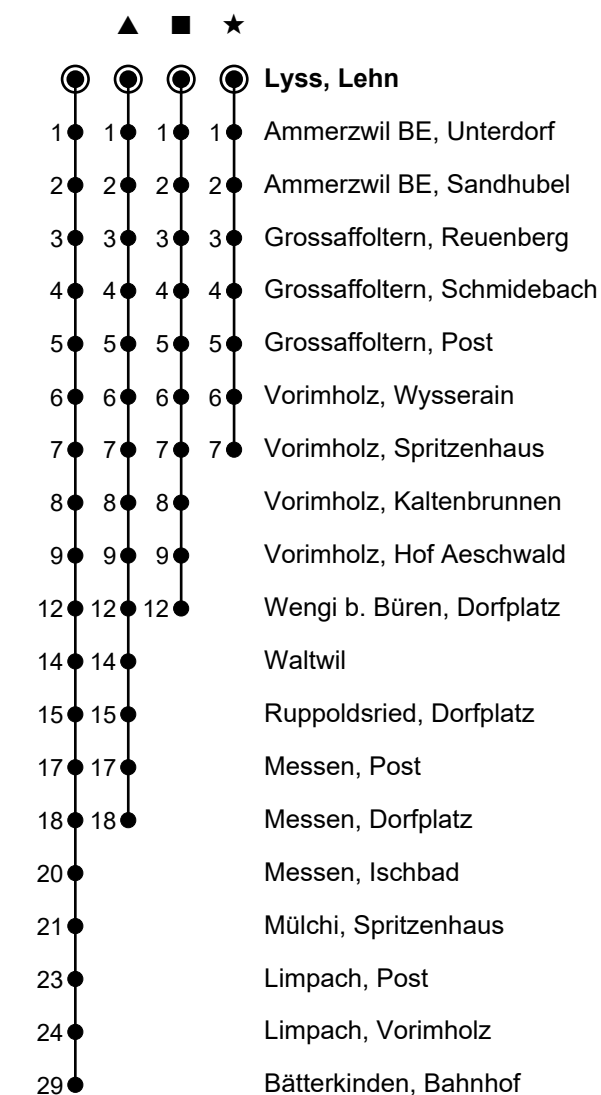 ▲ ■ ★
Lyss, Lehn
1 1 1 1 Ammerzwil BE, Unterdorf
2 2 2 2 Ammerzwil BE, Sandhubel
3 3 3 3 Grossaffoltern, Reuenberg
4 4 4 4 Grossaffoltern, Schmidebach
5 5 5 5 Grossaffoltern, Post
6 6 6 6 Vorimholz, Wysserain
7 7 7 7 Vorimholz, Spritzenhaus
8 8 8 Vorimholz, Kaltenbrunnen
9 9 9 Vorimholz, Hof Aeschwald
12 12 12 Wengi b. Büren, Dorfplatz
14 14 Waltwil
15 15 Ruppoldsried, Dorfplatz
17 17 Messen, Post
18 18 Messen, Dorfplatz
20 Messen, Ischbad
21 Mülchi, Spritzenhaus
23 Limpach, Post
24 Limpach, Vorimholz
29 Bätterkinden, Bahnhof